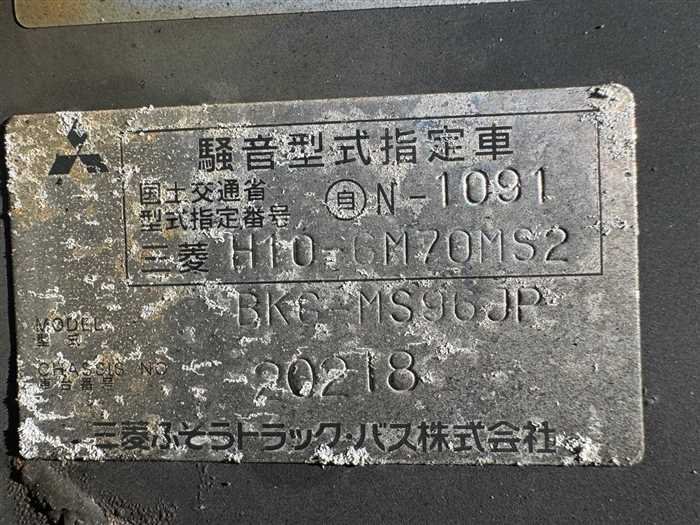 騒音型式指定車
国土交通省
型式指定番号 自 N-1091
三菱 H10-6M70MS2
MODEL BKG-MS96JP
型式
CHASSIS NO 20218
車台番号
三菱ふそうトラック・バス株式会社